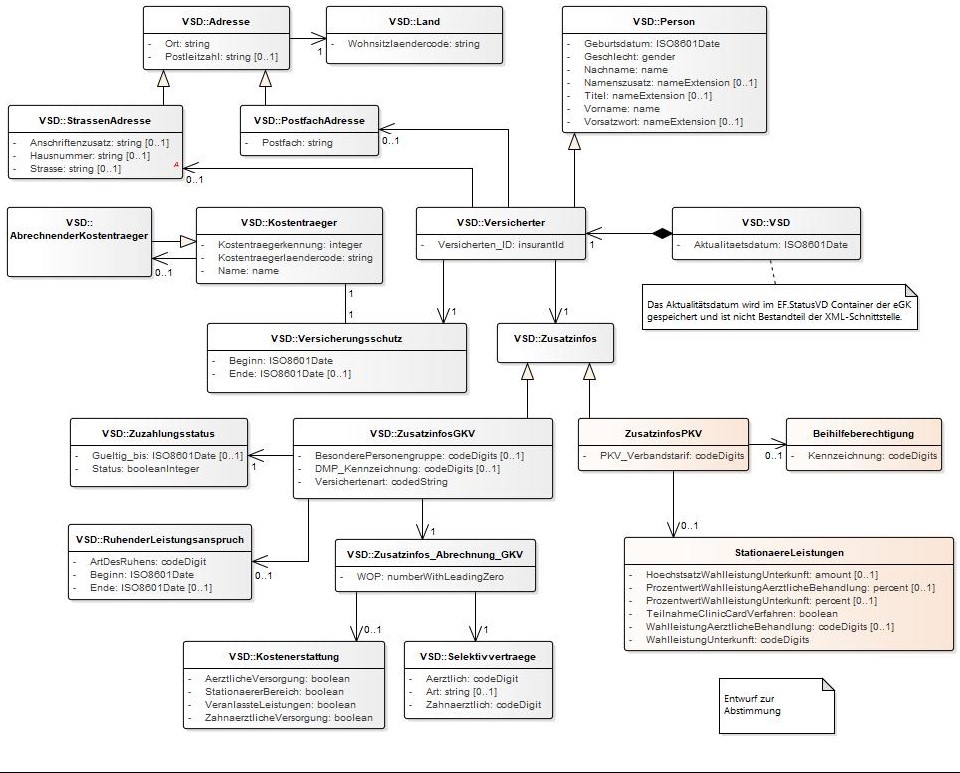 VSD::Adresse
- Ort: string
- Postleitzahl: string [0..1]
1
VSD::Land
- Wohnsitzlaendercode: string
VSD::Person
- Geburtsdatum: ISO8601Date
- Geschlecht: gender
- Nachname: name
- Namenszusatz: nameExtension [0..1]
- Titel: nameExtension [0..1]
- Vorname: name
- Vorsatzwort: nameExtension [0..1]
VSD::StrassenAdresse
- Anschriftenzusatz: string [0..1]
- Hausnummer: string [0..1]
- Strasse: string [0..1]
A
0..1
VSD::PostfachAdresse
- Postfach: string
0..1
VSD::
AbrechnenderKostentraeger
0..1
VSD::Kostentraeger
- Kostentraegerkennung: integer
- Kostentraegerlaendercode: string
- Name: name
1
1
VSD::Versicherter
- Versicherten_ID: insurantId
1
VSD::VSD
- Aktualitaetsdatum: ISO8601Date
Das Aktualitätsdatum wird im EF.StatusVD Container der eGK
gespeichert und ist nicht Bestandteil der XML-Schnittstelle.
1
1
VSD::Versicherungsschutz
- Beginn: ISO8601Date
- Ende: ISO8601Date [0..1]
VSD::Zusatzinfos
VSD::Zuzahlungsstatus
- Gueltig_bis: ISO8601Date [0..1]
- Status: booleanInteger
1
VSD::ZusatzinfosGKV
- BesonderePersonengruppe: codeDigits [0..1]
- DMP_Kennzeichnung: codeDigits [0..1]
- Versichertenart: codedString
ZusatzinfosPKV
- PKV_Verbandstarif: codeDigits
0..1
Beihilfeberechtigung
- Kennzeichnung: codeDigits
VSD::RuhenderLeistungsanspruch
- ArtDesRuhens: codeDigit
- Beginn: ISO8601Date
- Ende: ISO8601Date [0..1]
0..1
1
VSD::Zusatzinfos_Abrechnung_GKV
- WOP: numberWithLeadingZero
0..1
StationaereLeistungen
- HoechstsatzWahlleistungUnterkunft: amount [0..1]
- ProzentwertWahlleistungAerztlicheBehandlung: percent [0..1]
- ProzentwertWahlleistungUnterkunft: percent [0..1]
- TeilnahmeClinicCardVerfahren: boolean
- WahlleistungAerztlicheBehandlung: codeDigits [0..1]
- WahlleistungUnterkunft: codeDigits
0..1
1
VSD::Kostenerstattung
- AerztlicheVersorgung: boolean
- StationaererBereich: boolean
- VeranlassteLeistungen: boolean
- ZahnaerztlicheVersorgung: boolean
VSD::Selektivvertraege
- Aerztlich: codeDigit
- Art: string [0..1]
- Zahnaerztlich: codeDigit
Entwurf zur
Abstimmung